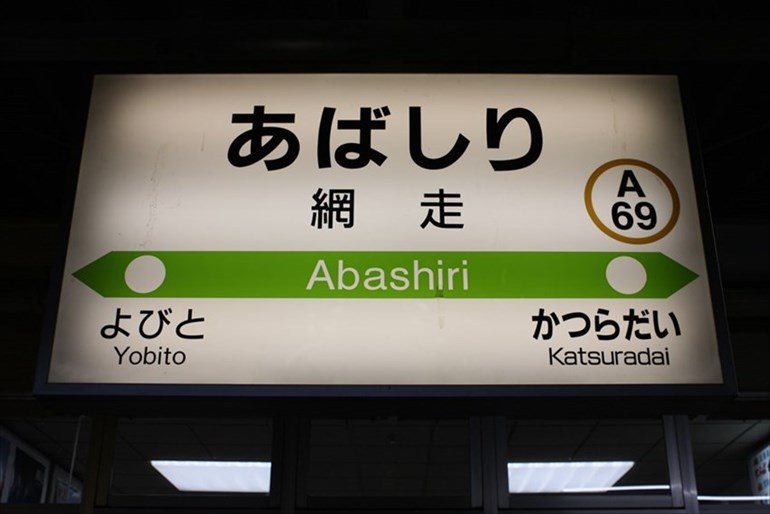 あばしり
網走
A
69
Abashiri
よびと
Yobito
かつらだい
Katsuradai